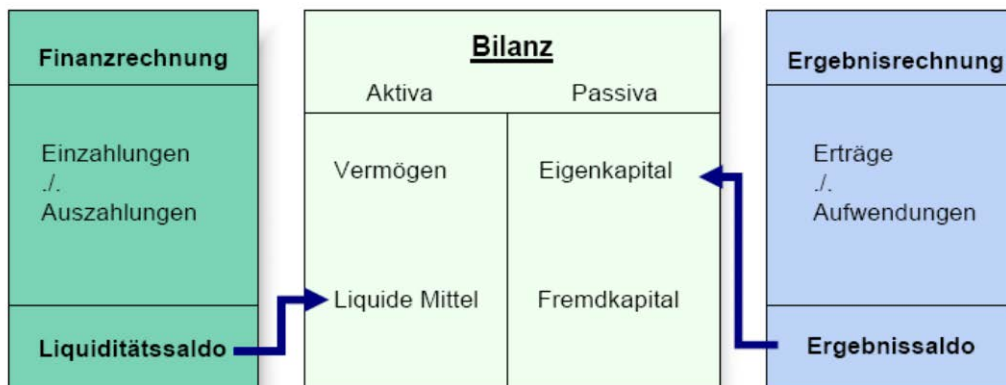 Finanzrechnung
Einzahlungen
./.
Auszahlungen
Liquiditätssaldo
Bilanz
Aktiva
Passiva
Vermögen
Eigenkapital
Liquide Mittel
Fremdkapital
Ergebnisrechnung
Erträge
./.
Aufwendungen
Ergebnissaldo